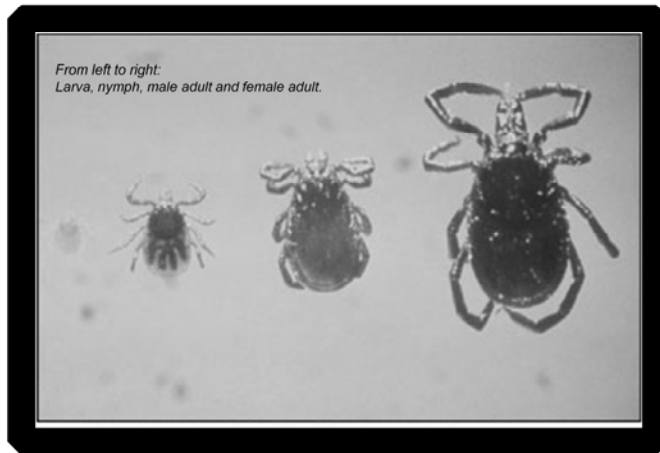 From left to right:
Larva, nymph, male adult and female adult.